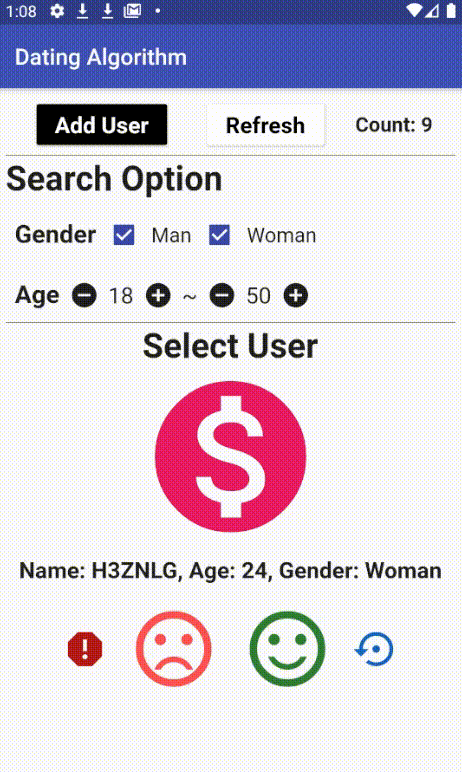 1:08
Dating Algorithm
Add User Refresh Count: 9
Search Option
Gender Man Woman
Age 18 ~ 50
Select User
$
Name: H3ZNLG, Age: 24, Gender: Woman